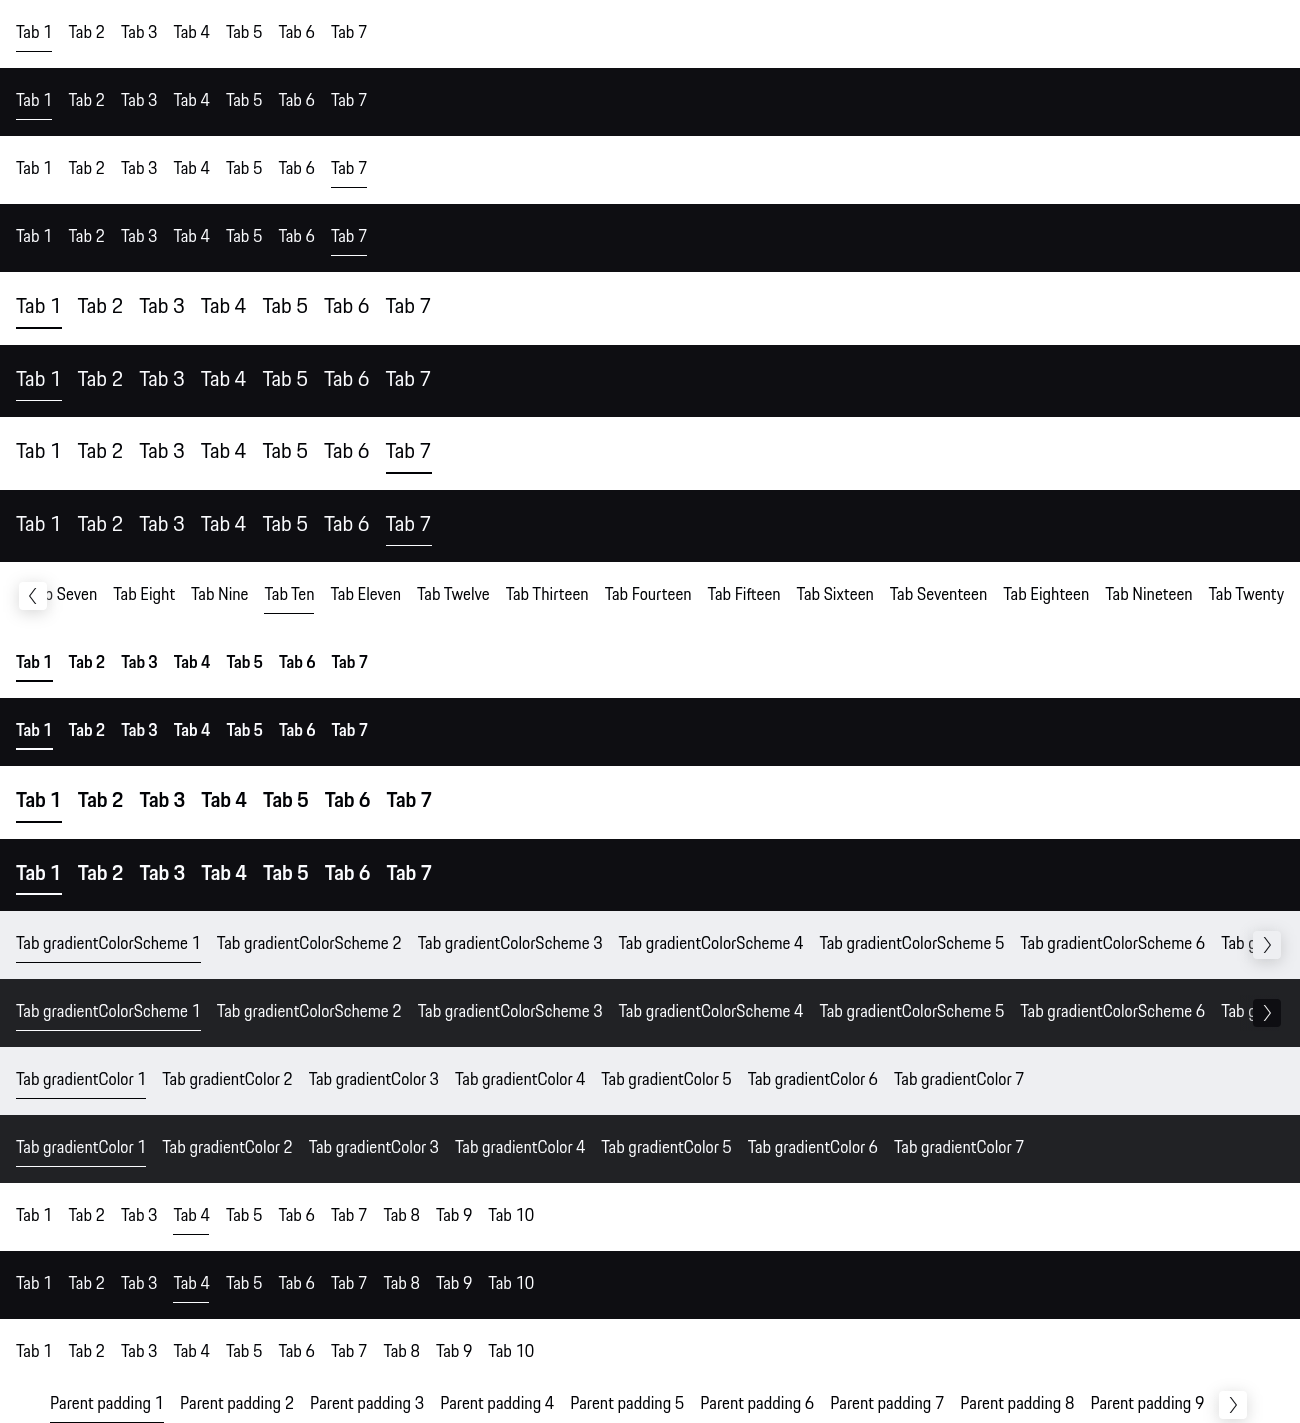 Tab 1 Tab 2 Tab 3 Tab 4 Tab 5 Tab 6 Tab 7
Tab 1 Tab 2 Tab 3 Tab 4 Tab 5 Tab 6 Tab 7
Tab 1 Tab 2 Tab 3 Tab 4 Tab 5 Tab 6 Tab 7
Tab 1 Tab 2 Tab 3 Tab 4 Tab 5 Tab 6 Tab 7
Tab 1 Tab 2 Tab 3 Tab 4 Tab 5 Tab 6 Tab 7
Tab 1 Tab 2 Tab 3 Tab 4 Tab 5 Tab 6 Tab 7
Tab 1 Tab 2 Tab 3 Tab 4 Tab 5 Tab 6 Tab 7
Tab 1 Tab 2 Tab 3 Tab 4 Tab 5 Tab 6 Tab 7
Seven Tab Eight Tab Nine Tab Ten Tab Eleven Tab Twelve Tab Thirteen Tab Fourteen Tab Fifteen Tab Sixteen Tab Seventeen Tab Eighteen Tab Nineteen Tab Twenty
Tab 1 Tab 2 Tab 3 Tab 4 Tab 5 Tab 6 Tab 7
Tab 1 Tab 2 Tab 3 Tab 4 Tab 5 Tab 6 Tab 7
Tab 1 Tab 2 Tab 3 Tab 4 Tab 5 Tab 6 Tab 7
Tab 1 Tab 2 Tab 3 Tab 4 Tab 5 Tab 6 Tab 7
Tab gradientColorScheme 1 Tab gradientColorScheme 2 Tab gradientColorScheme 3 Tab gradientColorScheme 4 Tab gradientColorScheme 5 Tab gradientColorScheme 6 Tab
Tab gradientColorScheme 1 Tab gradientColorScheme 2 Tab gradientColorScheme 3 Tab gradientColorScheme 4 Tab gradientColorScheme 5 Tab gradientColorScheme 6 Tab
Tab gradientColor 1 Tab gradientColor 2 Tab gradientColor 3 Tab gradientColor 4 Tab gradientColor 5 Tab gradientColor 6 Tab gradientColor 7
Tab gradientColor 1 Tab gradientColor 2 Tab gradientColor 3 Tab gradientColor 4 Tab gradientColor 5 Tab gradientColor 6 Tab gradientColor 7
Tab 1 Tab 2 Tab 3 Tab 4 Tab 5 Tab 6 Tab 7 Tab 8 Tab 9 Tab 10
Tab 1 Tab 2 Tab 3 Tab 4 Tab 5 Tab 6 Tab 7 Tab 8 Tab 9 Tab 10
Tab 1 Tab 2 Tab 3 Tab 4 Tab 5 Tab 6 Tab 7 Tab 8 Tab 9 Tab 10
Parent padding 1 Parent padding 2 Parent padding 3 Parent padding 4 Parent padding 5 Parent padding 6 Parent padding 7 Parent padding 8 Parent padding 9